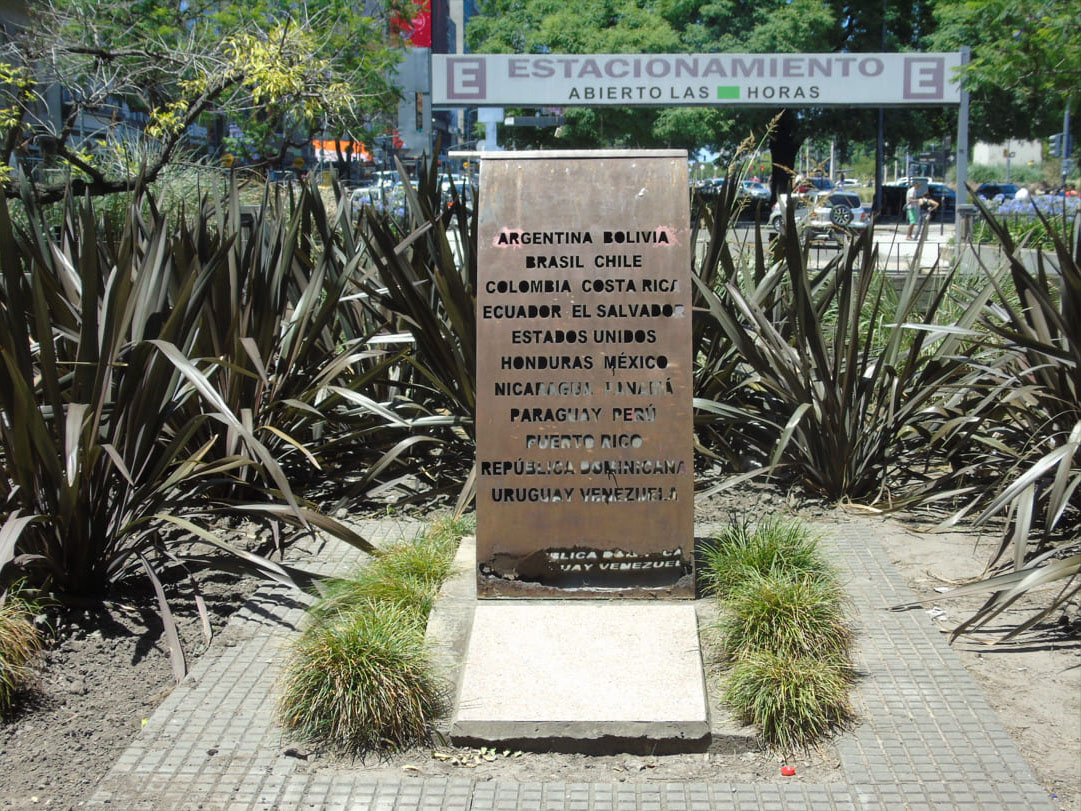 E ESTACIONAMIENTO E
ABIERTO LAS HORAS
ARGENTINA BOLIVIA
BRASIL CHILE
COLOMBIA COSTA RICA
ECUADOR EL SALVADOR
ESTADOS UNIDOS
HONDURAS MÉXICO
NICARAGUA PANAMÁ
PARAGUAY PERÚ
PUERTO RICO
REPÚBLICA DOMINICANA
URUGUAY VENEZUELA